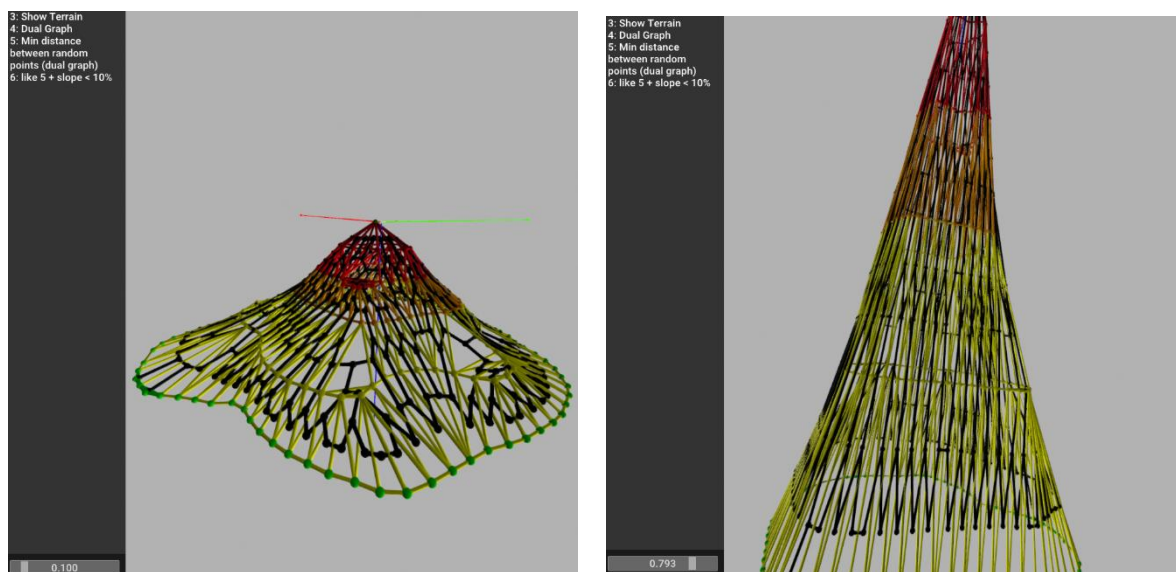 3: Show Terrain
4: Dual Graph
5: Min distance
between random
points (dual graph)
6: like 5 + slope < 10%
0.100
3: Show Terrain
4: Dual Graph
5: Min distance
between random
points (dual graph)
6: like 5 + slope < 10%
0.793